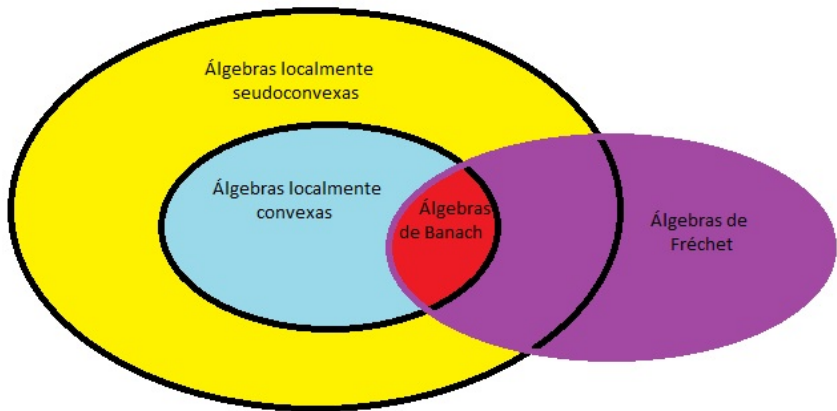 Álgebras localmente
seudoconvexas
Álgebras localmente
convexas
Álgebras
de Banach
Álgebras de
Fréchet